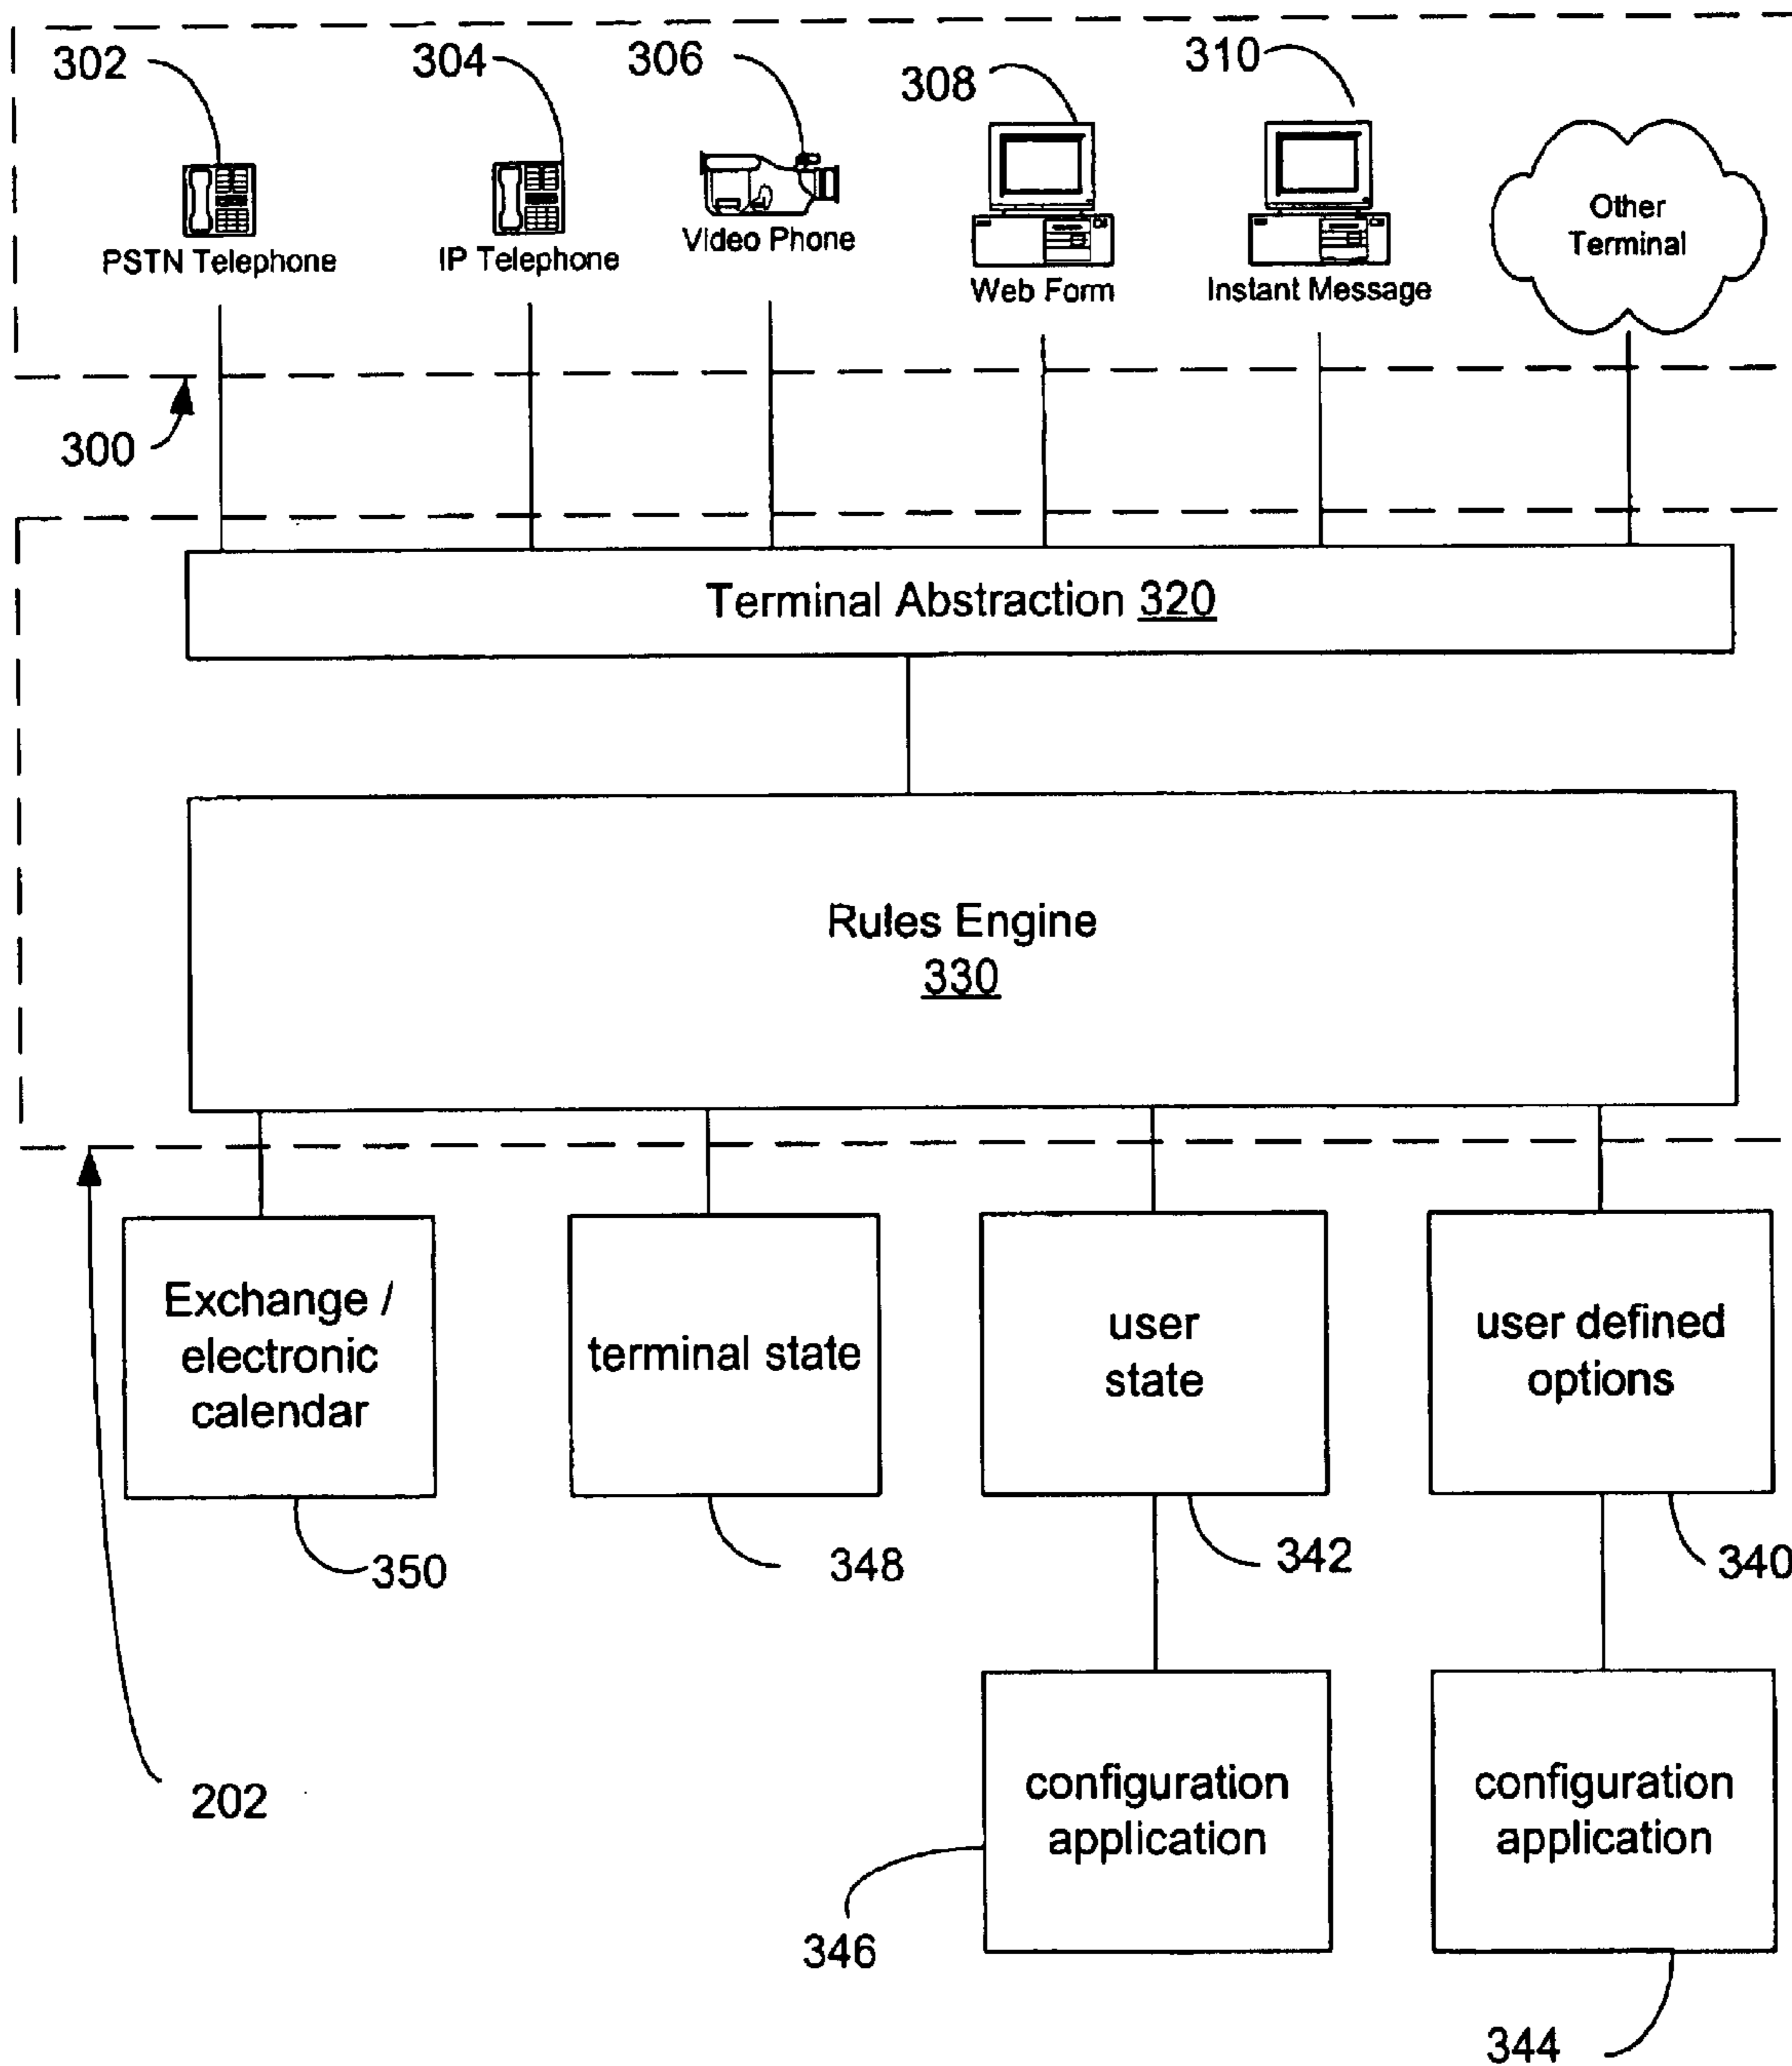 302
304
306
308
310
PSTN Telephone
IP Telephone
Video Phone
Web Form
Instant Message
Other
Terminal
300
Terminal Abstraction 320
Rules Engine
330
Exchange /
electronic
calendar
terminal state
user
state
user defined
options
350
348
342
340
202
configuration
application
configuration
application
346
344